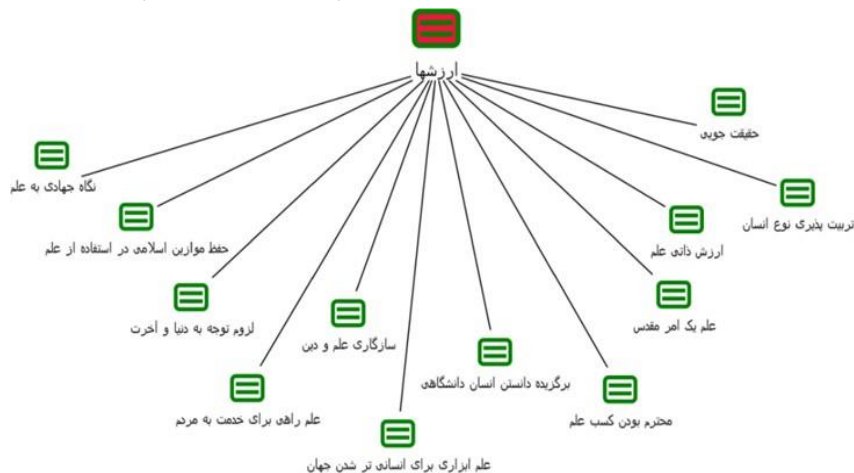 ارزشها
حقیقت جویی
نگاه جهادی به علم
تربیت پذیری نوع انسان
حفظ موازین اسلامی در استفاده از علم
ارزش ذاتی علم
لزوم توجه به دنیا و آخرت
علم یک امر مقدس
سازگاری علم و دین
برگزیده دانستن انسان دانشگاهی
علم راهی برای خدمت به مردم
محترم بودن کسب علم
علم ابزاری برای انسانی تر شدن جهان